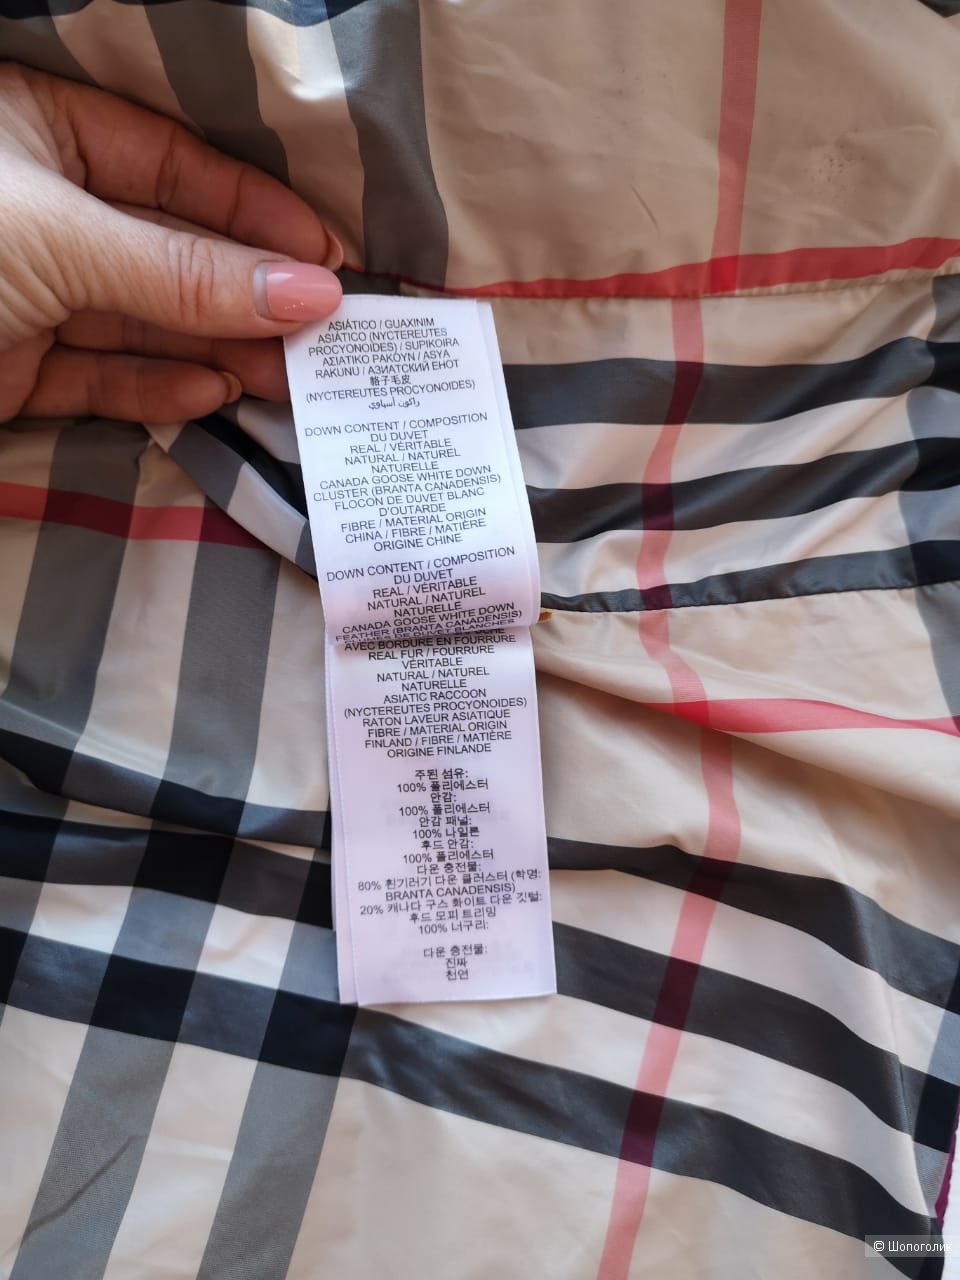 ASIÁTICO / GUAXINIM
ASIÁTICO (NYCTEREUTES
PROCYONOIDES) / SUPIKOIRA
ΑΣΙΑΤΙΚΟ ΡΑΚΟΥΝ / ASYA
RAKUNU / АЗИАТСКИЙ ЕНОТ
貉子毛皮
(NYCTEREUTES PROCYONOIDES)
راكون آسياوي
DOWN CONTENT / COMPOSITION
DU DUVET
REAL / VÉRITABLE
NATURAL / NATUREL
NATURELLE
CANADA GOOSE WHITE DOWN
CLUSTER (BRANTA CANADENSIS)
FLOCON DE DUVET BLANC
D'OUTARDE
FIBRE / MATERIAL ORIGIN
CHINA / FIBRE / MATIÈRE
ORIGINE CHINE
DOWN CONTENT / COMPOSITION
DU DUVET
REAL / VÉRITABLE
NATURAL / NATUREL
NATURELLE
CANADA GOOSE WHITE DOWN
FEATHER (BRANTA CANADENSIS)
AVEC BORDURE EN FOURRURE
REAL FUR / FOURRURE
VÉRITABLE
NATURAL / NATUREL
NATURELLE
ASIATIC RACCOON
(NYCTEREUTES PROCYONOIDES)
RATON LAVEUR ASIATIQUE
FIBRE / MATERIAL ORIGIN
FINLAND / FIBRE / MATIÈRE
ORIGINE FINLANDE
주된 섬유:
100% 폴리에스터
안감:
100% 폴리에스터
안감 패널:
100% 나일론
후드 안감:
100% 폴리에스터
다운 충전물:
80% 흰기러기 다운 클러스터 (학명:
BRANTA CANADENSIS)
20% 캐나다 구스 화이트 다운 깃털:
후드 모피 트리밍
100% 너구리:
다운 충전물:
진짜
천연
© Шопоголик